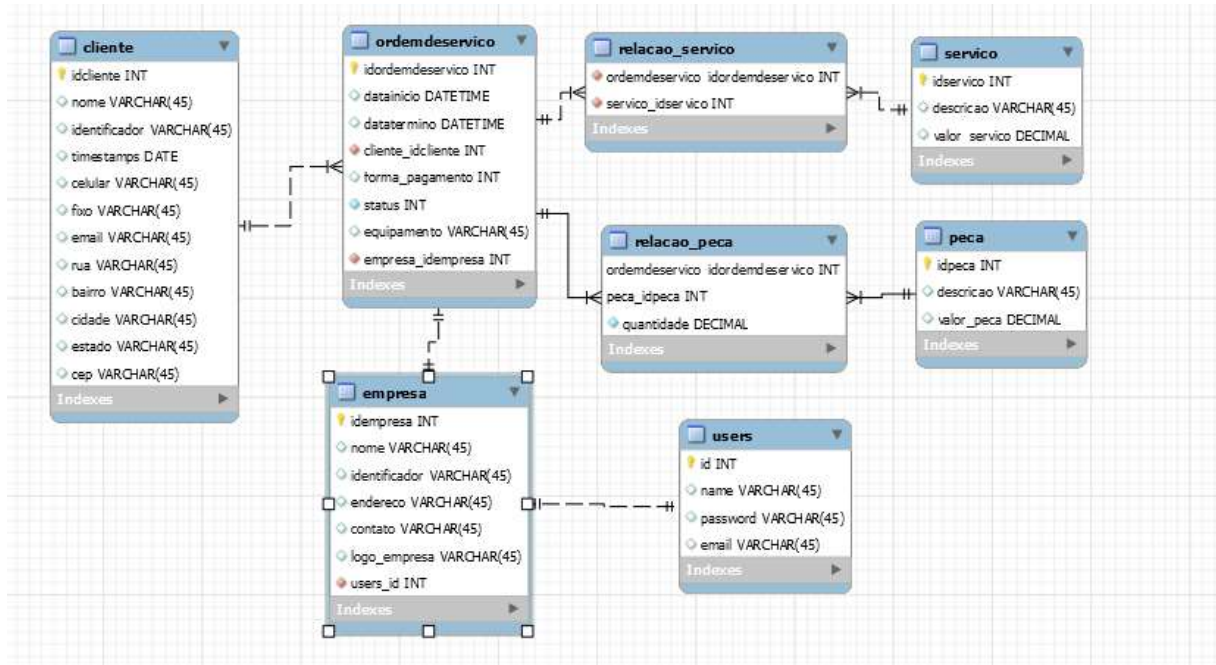 cliente
idcliente INT
nome VARCHAR(45)
identificador VARCHAR(45)
timestamps DATE
celular VARCHAR(45)
fixo VARCHAR(45)
email VARCHAR(45)
rua VARCHAR(45)
bairro VARCHAR(45)
cidade VARCHAR(45)
estado VARCHAR(45)
cep VARCHAR(45)
Indexes
ordemdeservico
idordemdeservico INT
datainicio DATETIME
datatermino DATETIME
cliente_idcliente INT
forma_pagamento INT
status INT
equipamento VARCHAR(45)
empresa_idempresa INT
Indexes
relacao_servico
ordemdeservico_idordemdeservico INT
servico_idservico INT
Indexes
servico
idservico INT
descricao VARCHAR(45)
valor_servico DECIMAL
Indexes
relacao_peca
ordemdeservico_idordemdeservico INT
peca_idpeca INT
quantidade DECIMAL
Indexes
peca
idpeca INT
descricao VARCHAR(45)
valor_peca DECIMAL
Indexes
empresa
idempresa INT
nome VARCHAR(45)
identificador VARCHAR(45)
endereco VARCHAR(45)
contato VARCHAR(45)
logo_empresa VARCHAR(45)
users_id INT
Indexes
users
id INT
name VARCHAR(45)
password VARCHAR(45)
email VARCHAR(45)
Indexes